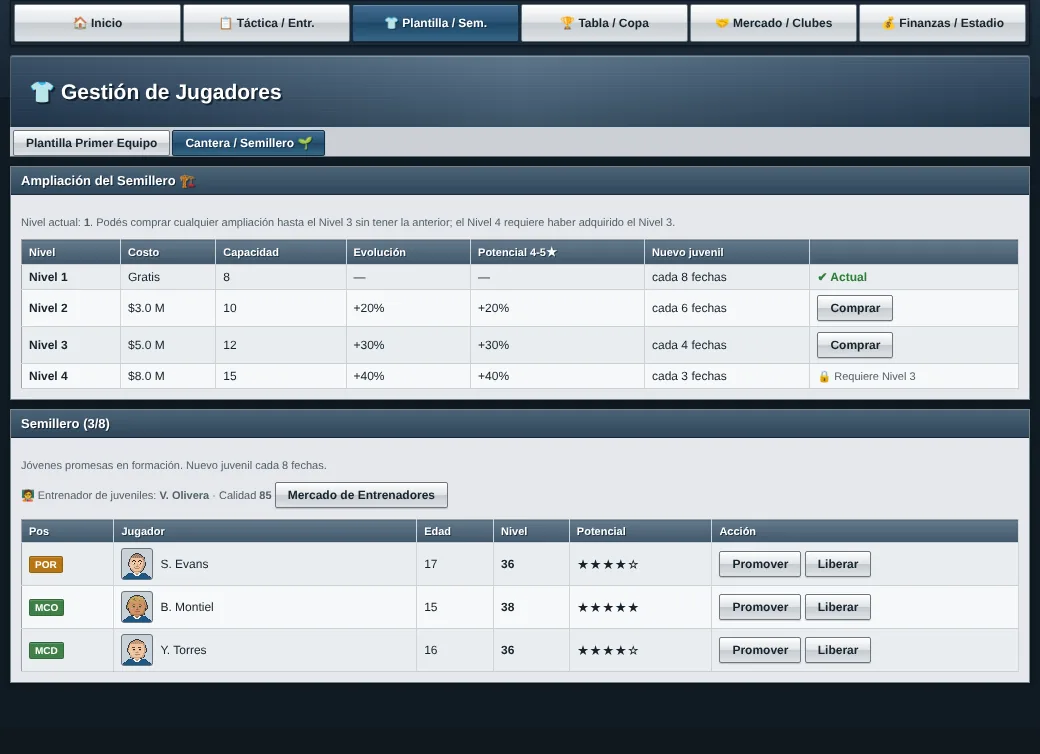 🏠 Inicio
📋 Táctica / Entr.
👕 Plantilla / Sem.
🏆 Tabla / Copa
🤝 Mercado / Clubes
💰 Finanzas / Estadio
👕 Gestión de Jugadores
Plantilla Primer Equipo
Cantera / Semillero 🌱
Ampliación del Semillero 🏗️
Nivel actual: 1. Podés comprar cualquier ampliación hasta el Nivel 3 sin tener la anterior; el Nivel 4 requiere haber adquirido el Nivel 3.
Nivel Costo Capacidad Evolución Potencial 4-5★ Nuevo juvenil
Nivel 1 Gratis 8 — — cada 8 fechas ✔ Actual
Nivel 2 $3.0 M 10 +20% +20% cada 6 fechas Comprar
Nivel 3 $5.0 M 12 +30% +30% cada 4 fechas Comprar
Nivel 4 $8.0 M 15 +40% +40% cada 3 fechas 🔒 Requiere Nivel 3
Semillero (3/8)
Jóvenes promesas en formación. Nuevo juvenil cada 8 fechas.
🧑‍🏫 Entrenador de juveniles: V. Olivera · Calidad 85 Mercado de Entrenadores
Pos Jugador Edad Nivel Potencial Acción
POR S. Evans 17 36 ★★★★☆ Promover Liberar
MCO B. Montiel 15 38 ★★★★★ Promover Liberar
MCD Y. Torres 16 36 ★★★★☆ Promover Liberar